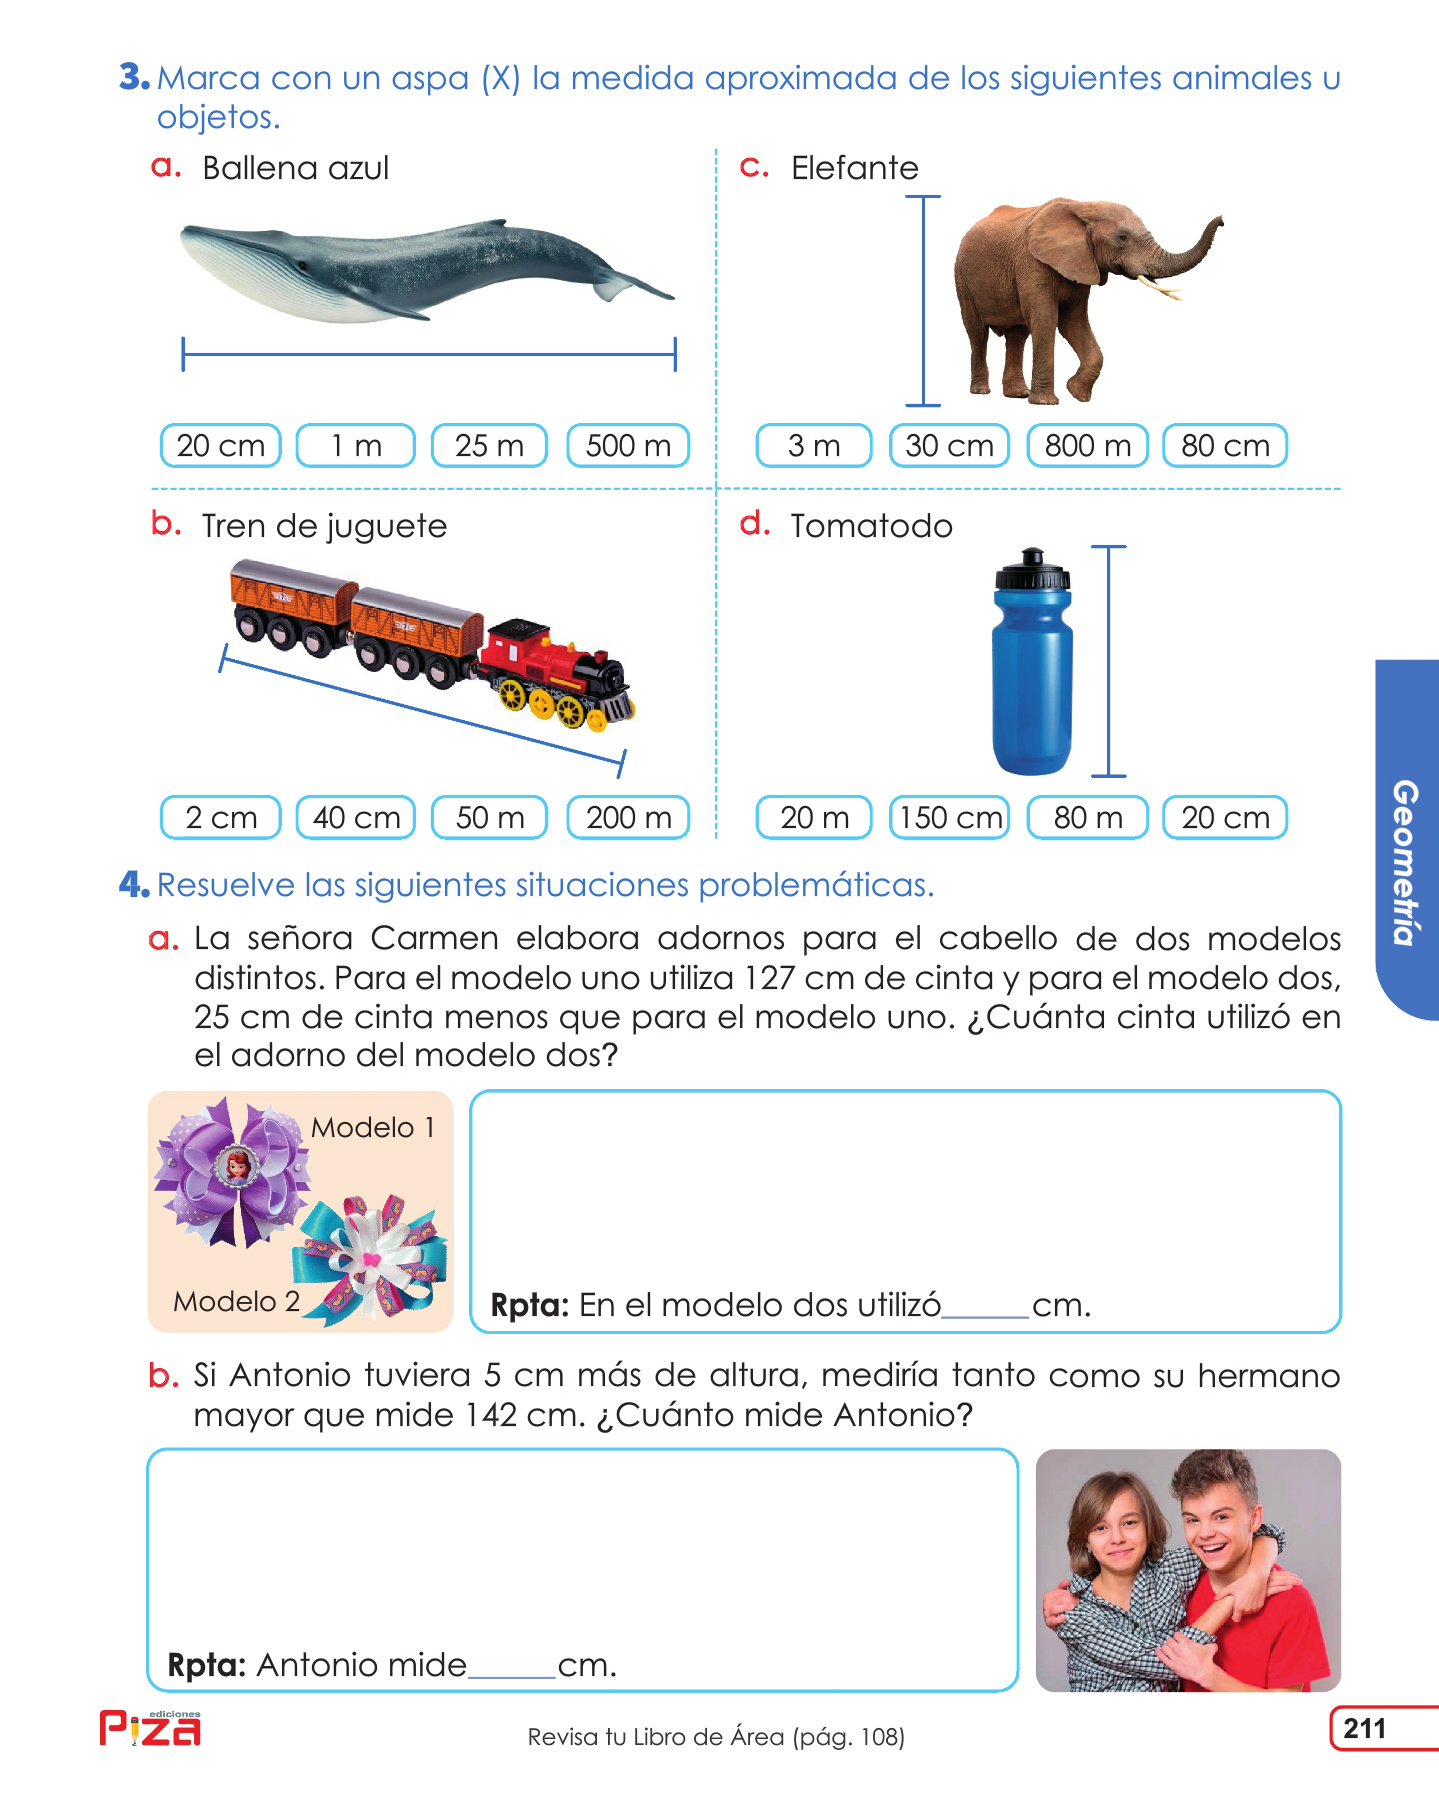 3. Marca con un aspa (X) la medida aproximada de los siguientes animales u
objetos.
a. Ballena azul
20 cm 1 m 25 m 500 m
c. Elefante
3 m 30 cm 800 m 80 cm
b. Tren de juguete
2 cm 40 cm 50 m 200 m
d. Tomatodo
20 m 150 cm 80 m 20 cm
4. Resuelve las siguientes situaciones problemáticas.
a. La señora Carmen elabora adornos para el cabello de dos modelos
distintos. Para el modelo uno utiliza 127 cm de cinta y para el modelo dos,
25 cm de cinta menos que para el modelo uno. ¿Cuánta cinta utilizó en
el adorno del modelo dos?
Modelo 1
Modelo 2
Rpta: En el modelo dos utilizó______cm.
b. Si Antonio tuviera 5 cm más de altura, mediría tanto como su hermano
mayor que mide 142 cm. ¿Cuánto mide Antonio?
Rpta: Antonio mide______cm.
Geometría
ediciones
Piza
Revisa tu Libro de Área (pág. 108)
211